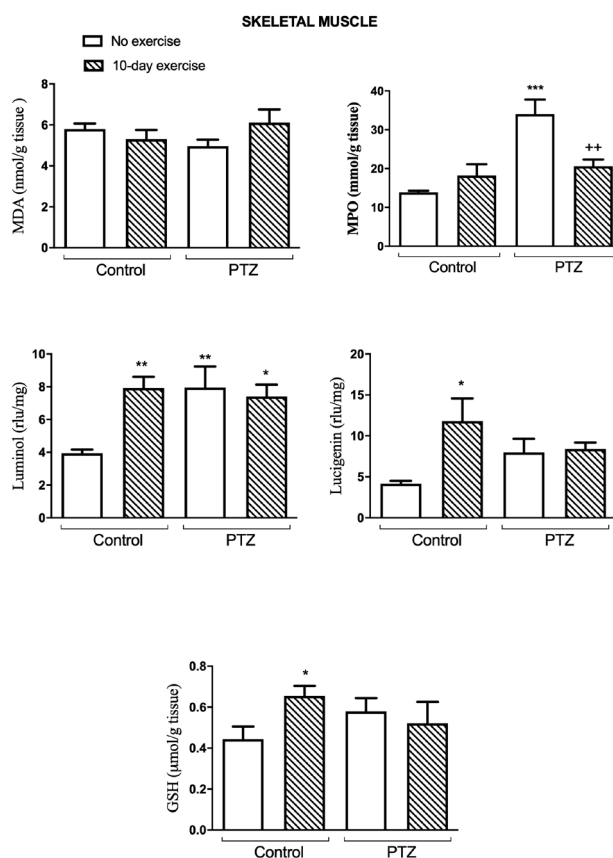 SKELETAL MUSCLE
No exercise
10-day exercise
MDA (nmol/g tissue )
8
6
4
2
0
Control
PTZ
MPO (mmol/g tissue)
40
30
20
10
0
***
++
Control
PTZ
Luminol (rlu/mg)
10
8
6
4
2
0
**
**
*
Control
PTZ
Lucigenin (rlu/mg)
20
15
10
5
0
*
Control
PTZ
GSH (µmol/g tissue)
0.8
0.6
0.4
0.2
0.0
*
Control
PTZ